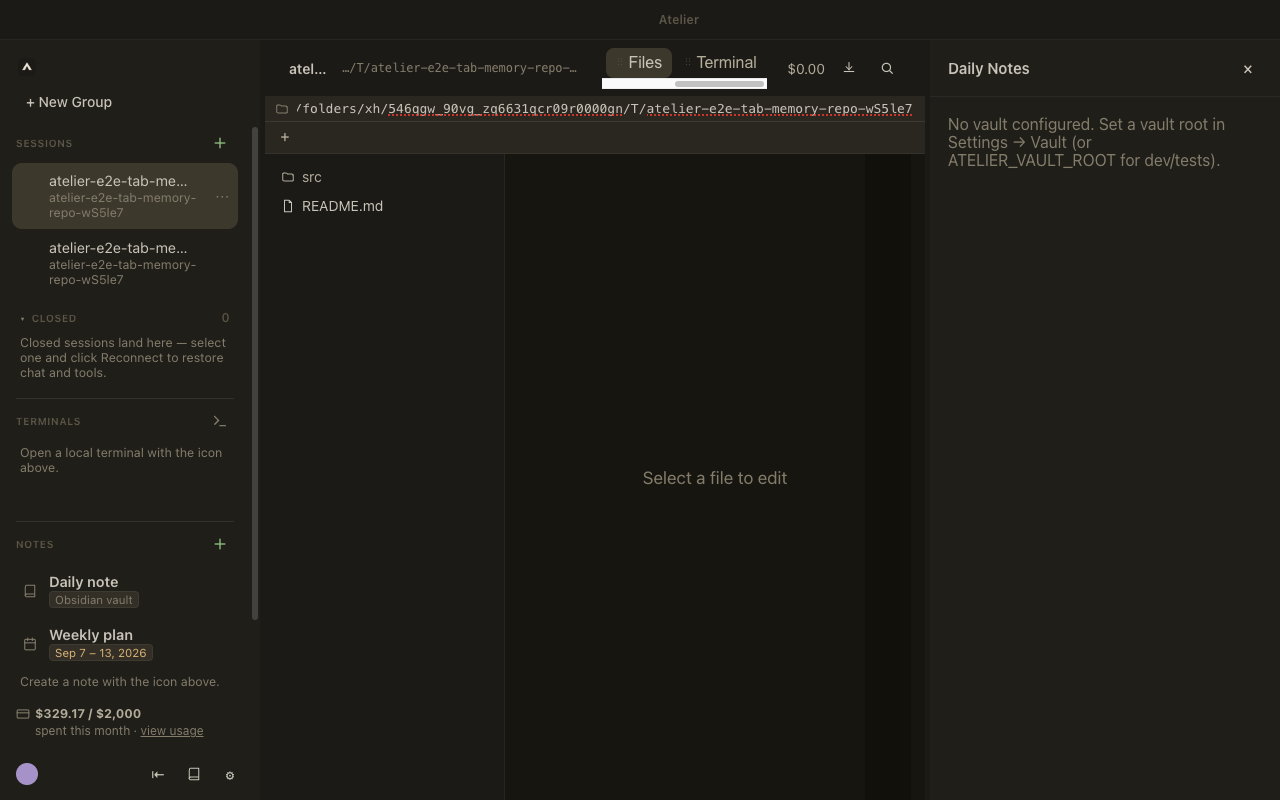 Atelier
+ New Group
SESSIONS
+
atelier-e2e-tab-me...
atelier-e2e-tab-memory-
repo-wS5le7
...
atelier-e2e-tab-me...
atelier-e2e-tab-memory-
repo-wS5le7
• CLOSED 0
Closed sessions land here — select
one and click Reconnect to restore
chat and tools.
TERMINALS
Open a local terminal with the icon
above.
NOTES
+
Daily note
Obsidian vault
Weekly plan
Sep 7 – 13, 2026
Create a note with the icon above.
$329.17 / $2,000
spent this month · view usage
atel... …/T/atelier-e2e-tab-memory-repo-… Files Terminal $0.00
/folders/xh/546qgw_90vg_zq6631qcr09r0000gn/T/atelier-e2e-tab-memory-repo-wS5le7
+
src
README.md
Select a file to edit
Daily Notes ×
No vault configured. Set a vault root in
Settings → Vault (or
ATELIER_VAULT_ROOT for dev/tests).